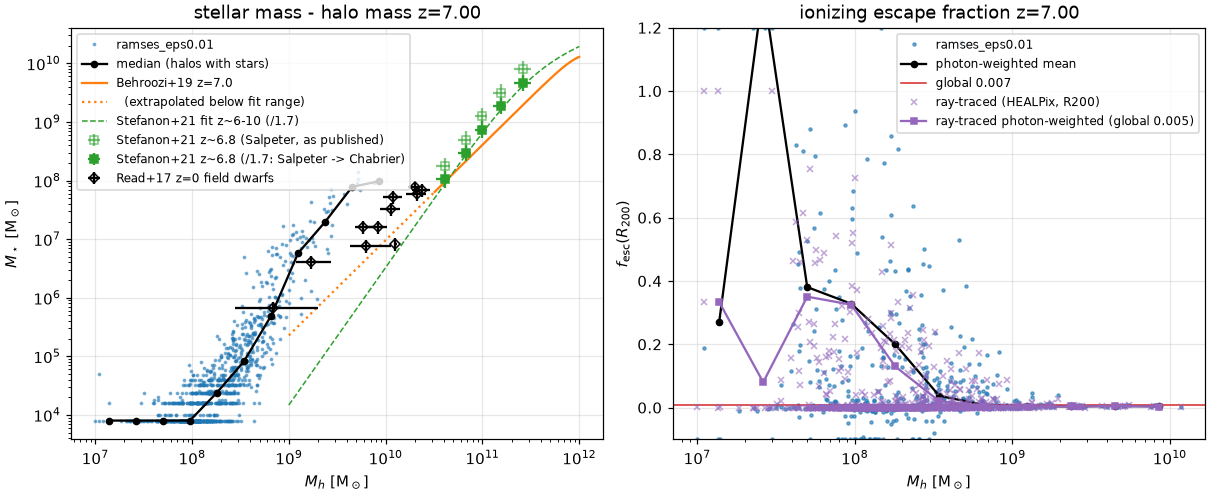 stellar mass - halo mass z=7.00
ramses_eps0.01
median (halos with stars)
Behroozi+19 z=7.0
(extrapolated below fit range)
Stefanon+21 fit z~6-10 (/1.7)
Stefanon+21 z~6.8 (Salpeter, as published)
Stefanon+21 z~6.8 (/1.7: Salpeter -> Chabrier)
Read+17 z=0 field dwarfs
M⋆ [M⊙]
10^10
10^9
10^8
10^7
10^6
10^5
10^4
10^7 10^8 10^9 10^10 10^11 10^12
M_h [M⊙]
ionizing escape fraction z=7.00
ramses_eps0.01
photon-weighted mean
global 0.007
ray-traced (HEALPix, R200)
ray-traced photon-weighted (global 0.005)
f_esc(R_200)
1.2
1.0
0.8
0.6
0.4
0.2
0.0
10^7 10^8 10^9 10^10
M_h [M⊙]